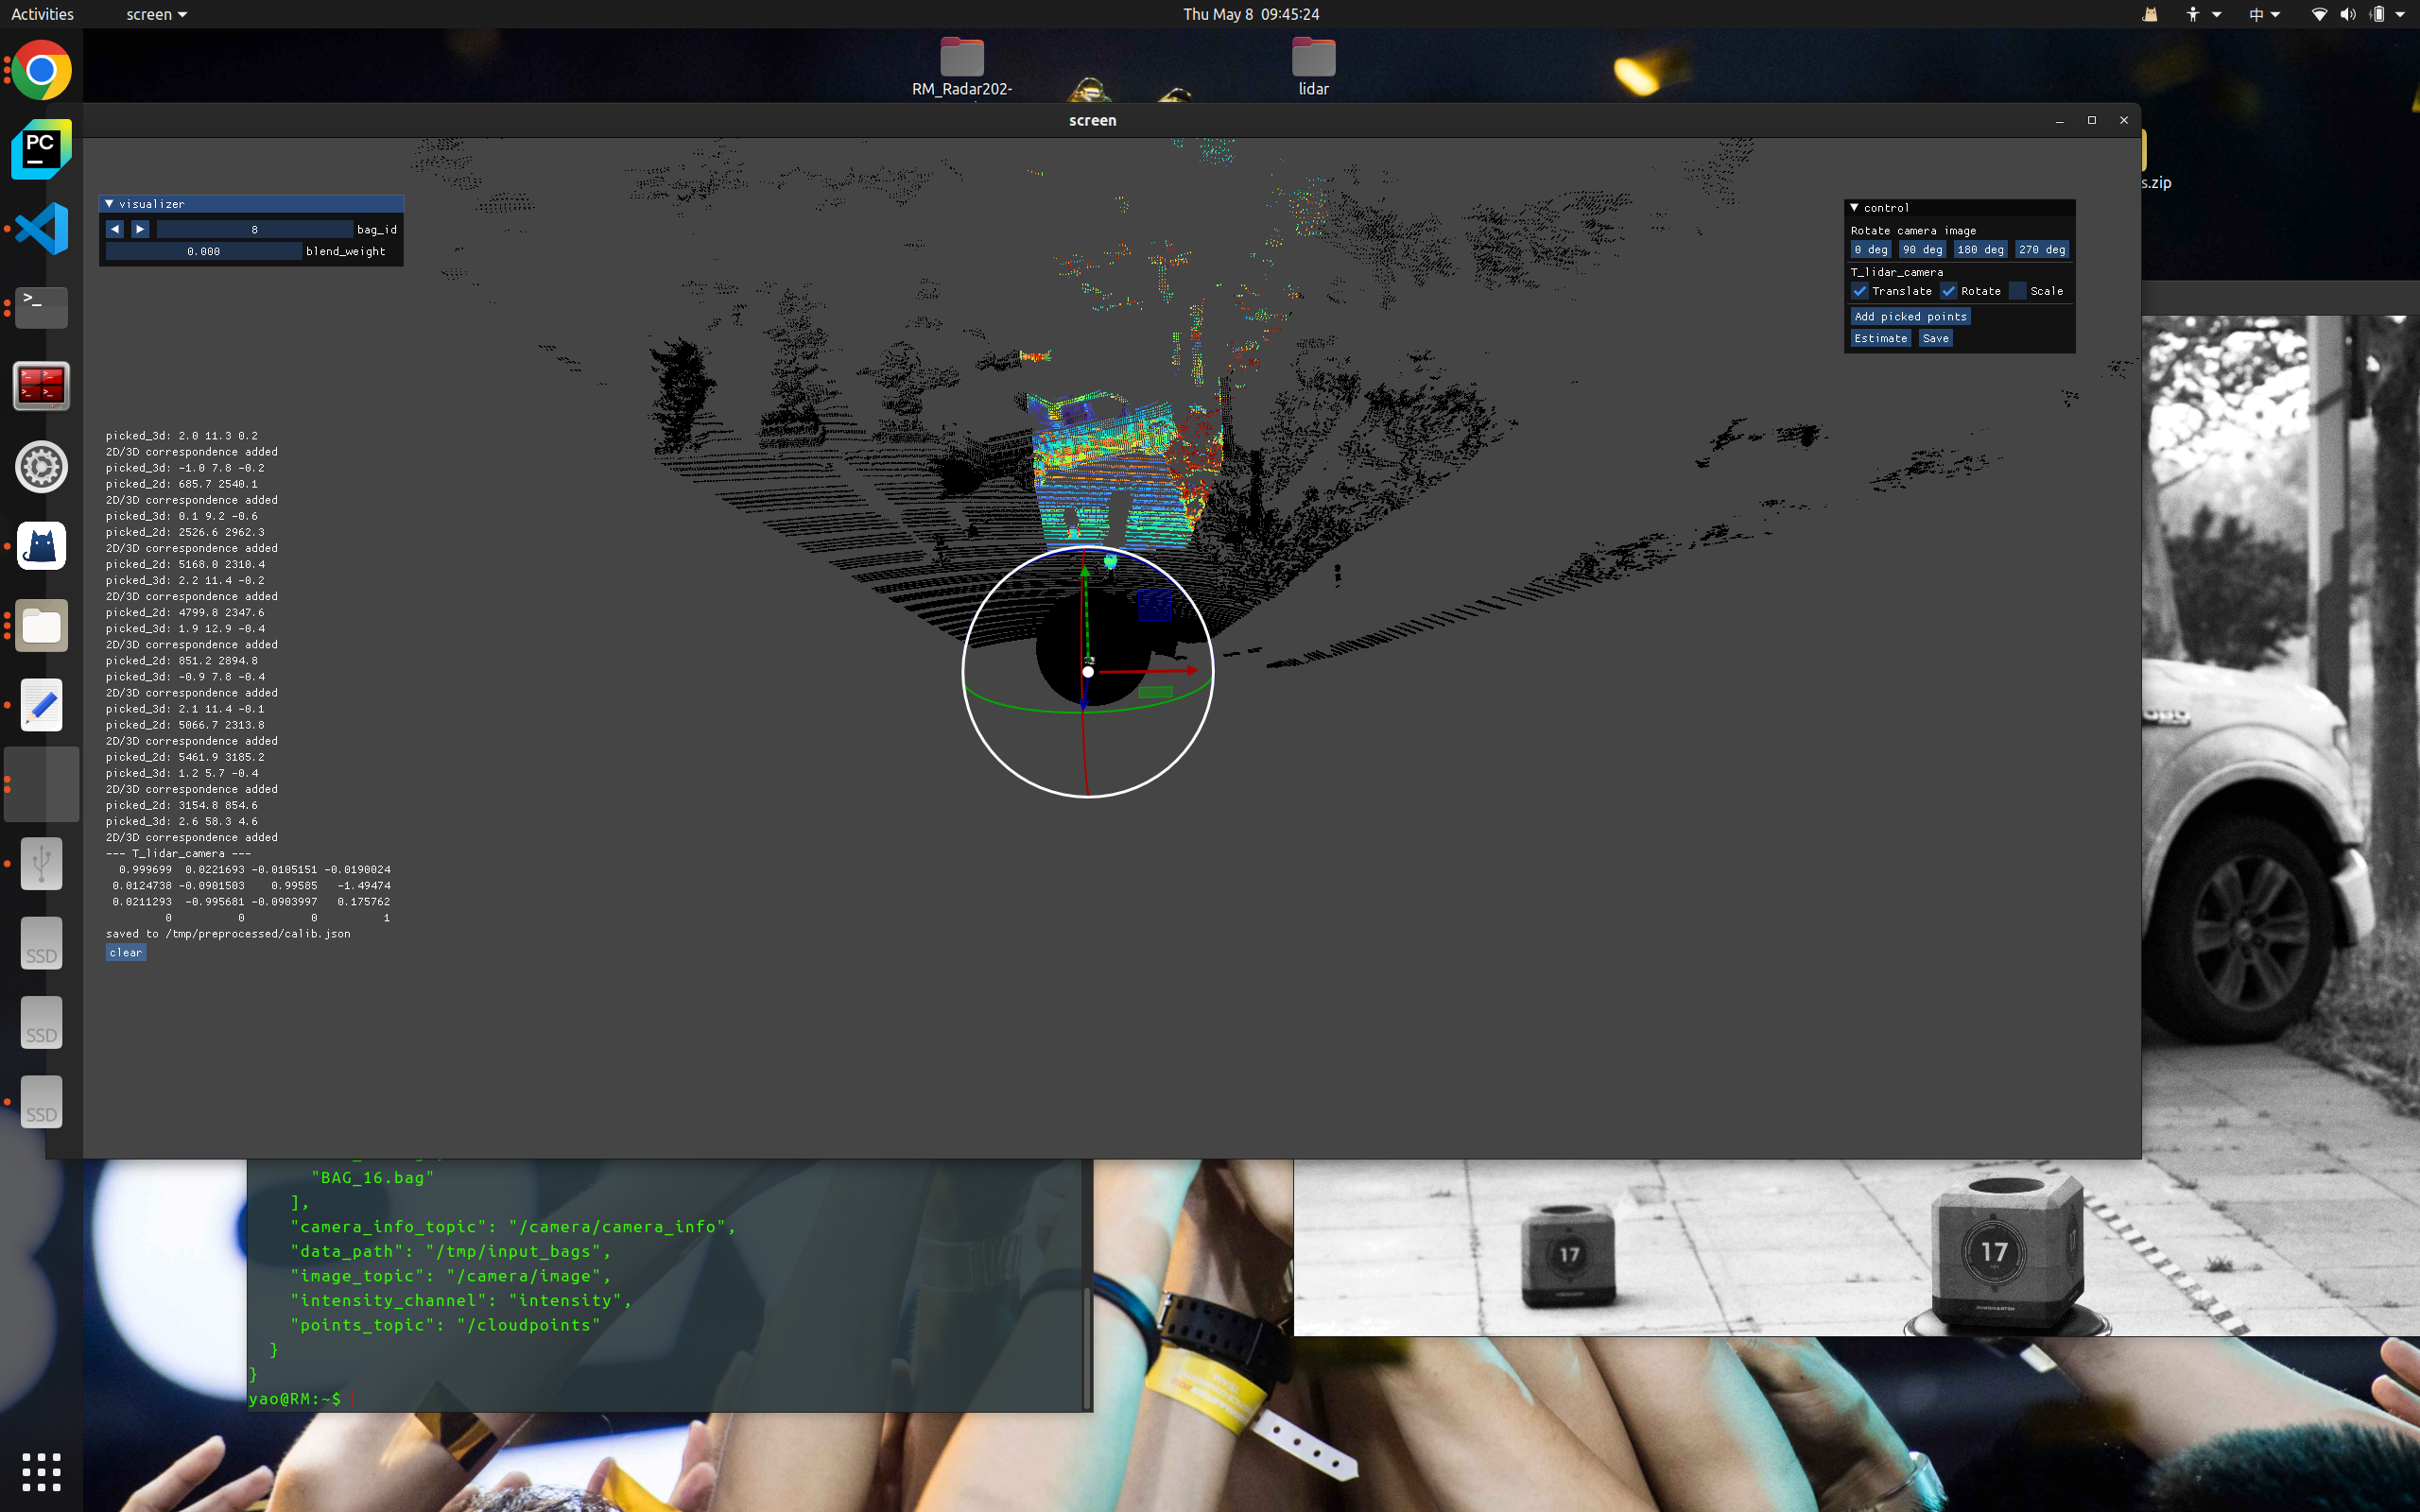 Activities
screen
Thu May 8 09:45:24
中
PC
>_
RM_Radar202-
lidar
s.zip
screen
visualizer
8 bag_id
0.000 blend_weight
control
Rotate camera image
0 deg 90 deg 180 deg 270 deg
T_lidar_camera
Translate Rotate Scale
Add picked points
Estimate Save
picked_3d: 2.0 11.3 0.2
2D/3D correspondence added
picked_3d: -1.0 7.8 -0.2
picked_2d: 685.7 2540.1
2D/3D correspondence added
picked_3d: 0.1 9.2 -0.6
picked_2d: 2526.6 2962.3
2D/3D correspondence added
picked_2d: 5168.0 2310.4
picked_3d: 2.2 11.4 -0.2
2D/3D correspondence added
picked_2d: 4799.8 2347.6
picked_3d: 1.9 12.9 -0.4
2D/3D correspondence added
picked_2d: 851.2 2894.8
picked_3d: -0.9 7.8 -0.4
2D/3D correspondence added
picked_3d: 2.1 11.4 -0.1
picked_2d: 5066.7 2313.8
2D/3D correspondence added
picked_2d: 5461.9 3185.2
picked_3d: 1.2 5.7 -0.4
2D/3D correspondence added
picked_2d: 3154.8 854.6
picked_3d: 2.6 58.3 4.6
2D/3D correspondence added
--- T_lidar_camera ---
0.999699 0.0221693 -0.0105151 -0.0190024
0.0124738 -0.0901503 0.99585 -1.49474
0.0211293 -0.995681 -0.0903997 0.175762
0 0 0 1
saved to /tmp/preprocessed/calib.json
clear
SSD
SSD
SSD
"BAG_16.bag"
],
"camera_info_topic": "/camera/camera_info",
"data_path": "/tmp/input_bags",
"image_topic": "/camera/image",
"intensity_channel": "intensity",
"points_topic": "/cloudpoints"
}
}
yao@RM:~$
17
17